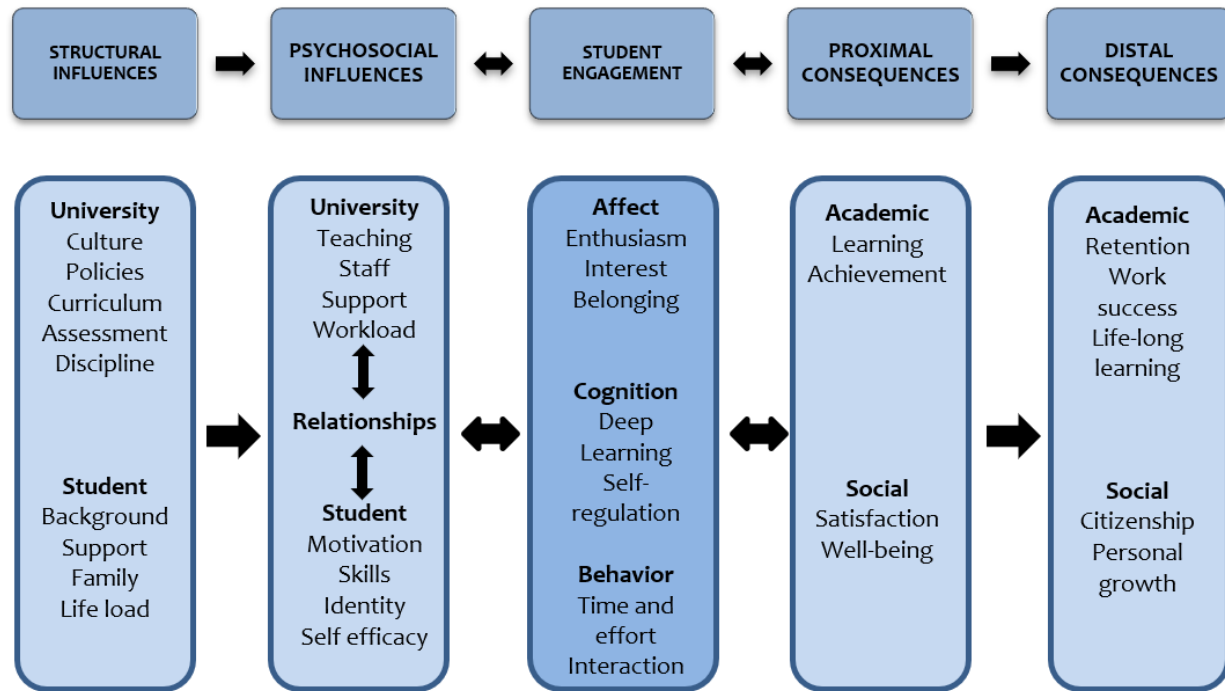 STRUCTURAL
INFLUENCES
PSYCHOSOCIAL
INFLUENCES
STUDENT
ENGAGEMENT
PROXIMAL
CONSEQUENCES
DISTAL
CONSEQUENCES
University
Culture
Policies
Curriculum
Assessment
Discipline
Student
Background
Support
Family
Life load
University
Teaching
Staff
Support
Workload
Relationships
Student
Motivation
Skills
Identity
Self efficacy
Affect
Enthusiasm
Interest
Belonging
Cognition
Deep
Learning
Self-
regulation
Behavior
Time and
effort
Interaction
Academic
Learning
Achievement
Social
Satisfaction
Well-being
Academic
Retention
Work
success
Life-long
learning
Social
Citizenship
Personal
growth